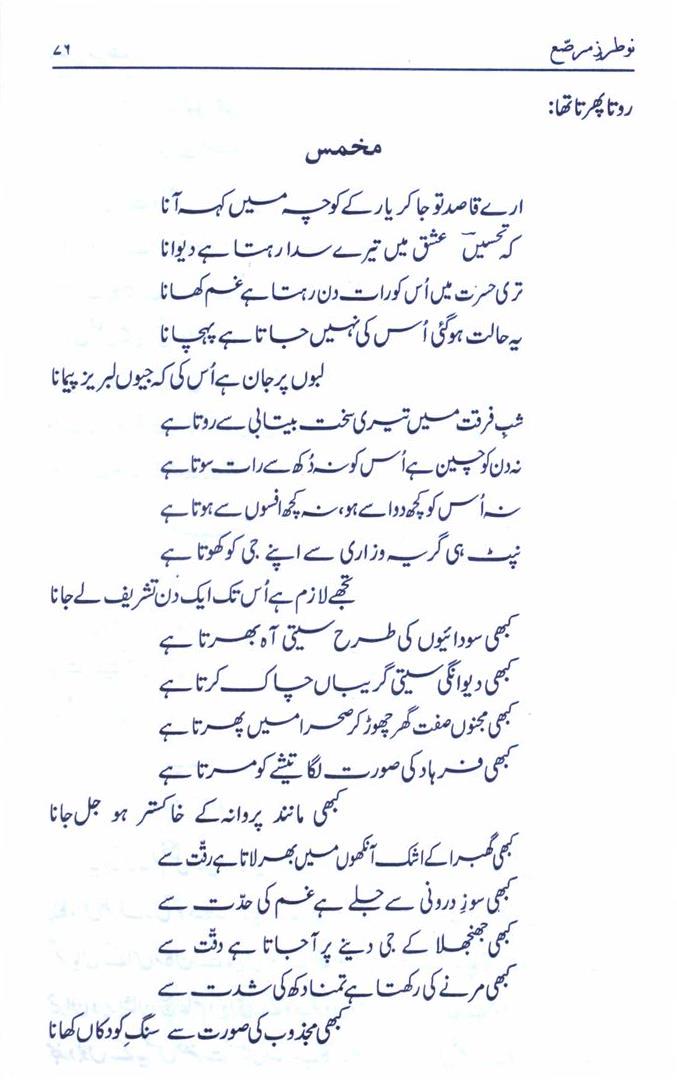 نوطرزِ مرصّع ۷۶
روتا پھرتا تھا:
مخمس
ارے قاصد تو جا کر یار کے کوچہ میں کہہ آنا
کہ تحسیںؔ عشق میں تیرے سدا رہتا ہے دیوانا
تری حسرت میں اُس کو رات دن رہتا ہے غم کھانا
یہ حالت ہو گئی اُس کی نہیں جاتا ہے پہچانا
لبوں پر جان ہے اُس کی کہ جیوں لبریز پیمانا
شبِ فرقت میں تیری سخت بیتابی سے روتا ہے
نہ دن کو چین ہے اُس کو نہ دُکھ سے رات سوتا ہے
نہ اُس کو کچھ دوا سے ہو، نہ کچھ افسوں سے ہوتا ہے
نپٹ ہی گریہ وزاری سے اپنے جی کو کھوتا ہے
تجھے لازم ہے اُس تک ایک دن تشریف لے جانا
کبھی سودائیوں کی طرح سیتی آہ بھرتا ہے
کبھی دیوانگی سیتی گریباں چاک کرتا ہے
کبھی مجنوں صفت گھر چھوڑ کر صحرا میں پھرتا ہے
کبھی فرہاد کی صورت لگا تیشے کو مرتا ہے
کبھی مانند پروانہ کے خاکستر ہو جل جانا
کبھی گھبرا کے اشک آنکھوں میں بھر لاتا ہے رقّت سے
کبھی سوزِ درونی سے جلے ہے غم کی حدّت سے
کبھی جھنجھلا کے جی دینے پر آجاتا ہے دقّت سے
کبھی مرنے کی رکھتا ہے تمنا دکھ کی شدت سے
کبھی مجذوب کی صورت سے سنگِ کودکاں کھانا